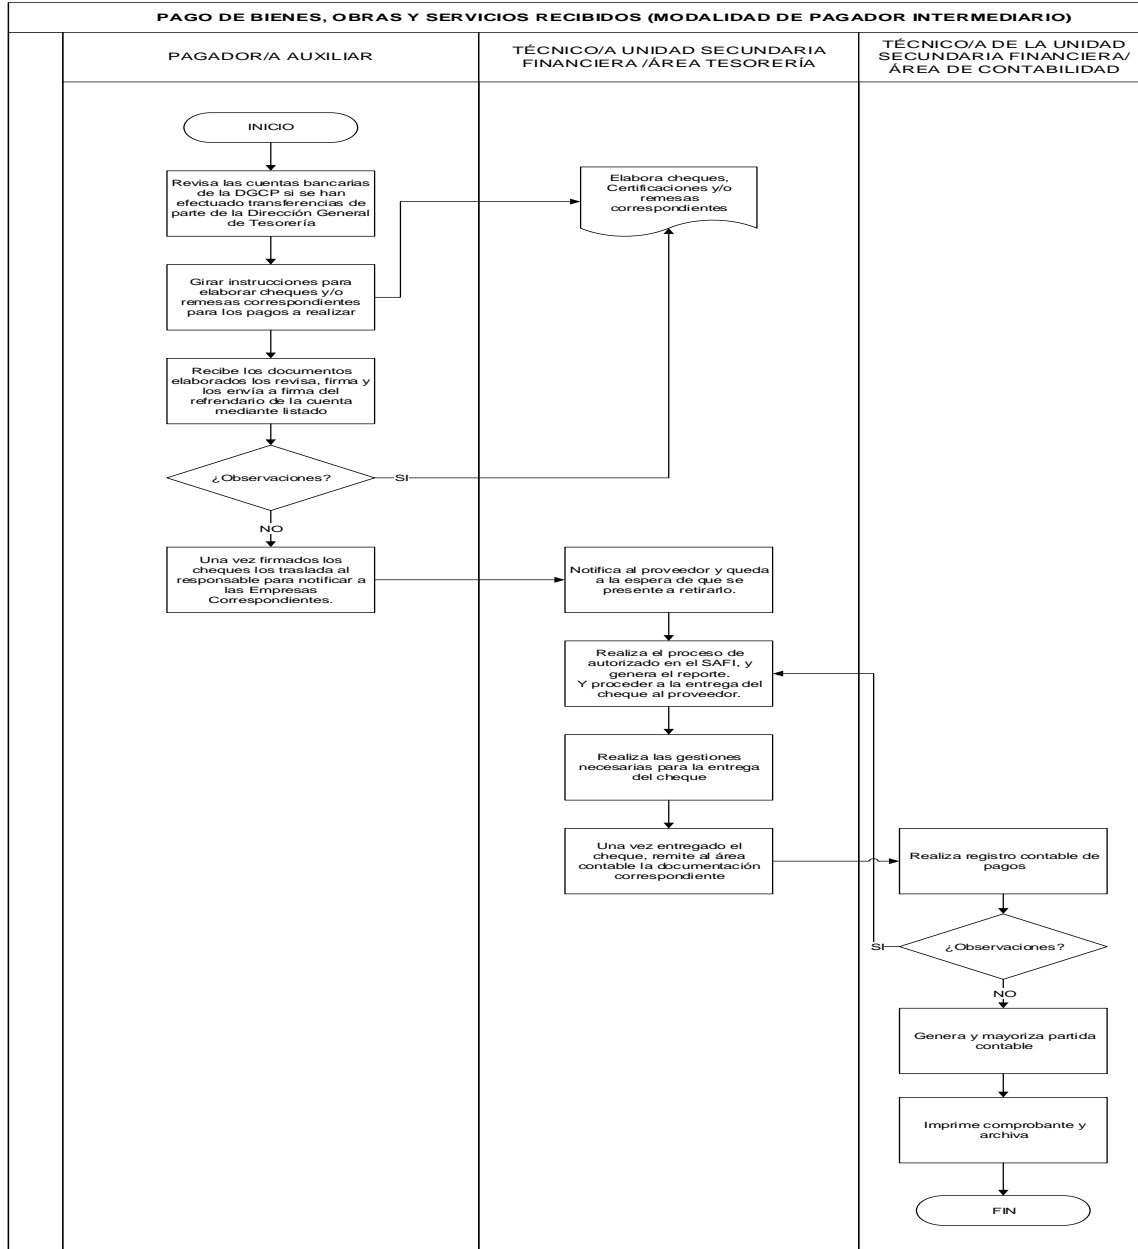 PAGO DE BIENES, OBRAS Y SERVICIOS RECIBIDOS (MODALIDAD DE PAGADOR INTERMEDIARIO)
PAGADOR/A AUXILIAR
TÉCNICO/A UNIDAD SECUNDARIA
FINANCIERA /ÁREA TESORERÍA
TÉCNICO/A DE LA UNIDAD
SECUNDARIA FINANCIERA/
ÁREA DE CONTABILIDAD
INICIO
Revisa las cuentas bancarias
de la DGCP si se han
efectuado transferencias de
parte de la Dirección General
de Tesorería
Elabora cheques,
Certificaciones y/o
remesas
correspondientes
Girar instrucciones para
elaborar cheques y/o
remesas correspondientes
para los pagos a realizar
Recibe los documentos
elaborados los revisa, firma y
los envía a firma del
refrendario de la cuenta
mediante listado
¿Observaciones?
SI
NO
Una vez firmados los
cheques los traslada al
responsable para notificar a
las Empresas
Correspondientes.
Notifica al proveedor y queda
a la espera de que se
presente a retirarlo.
Realiza el proceso de
autorizado en el SAFI, y
genera el reporte.
Y proceder a la entrega del
cheque al proveedor.
Realiza las gestiones
necesarias para la entrega
del cheque
Una vez entregado el
cheque, remite al área
contable la documentación
correspondiente
Realiza registro contable de
pagos
¿Observaciones?
SI
NO
Genera y mayoriza partida
contable
Imprime comprobante y
archiva
FIN